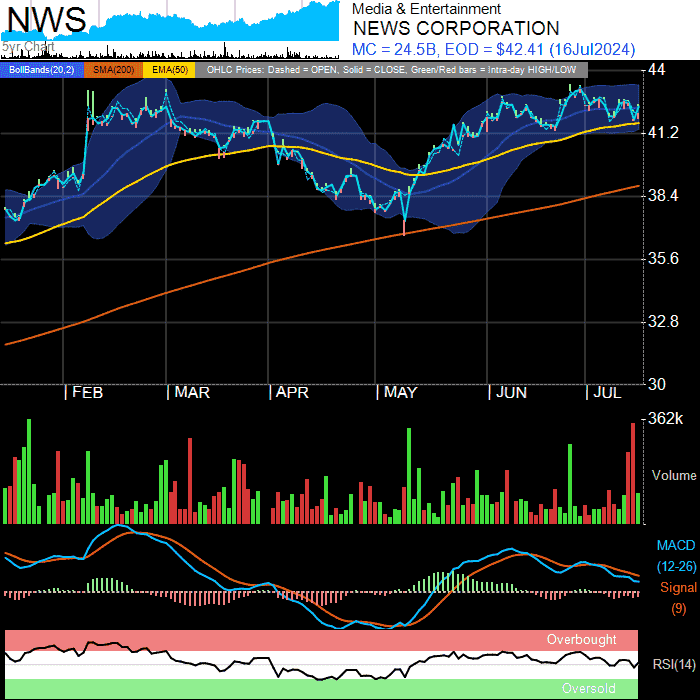 NWS
5yr Chart
Media & Entertainment
NEWS CORPORATION
MC = 24.5B, EOD = $42.41 (16Jul2024)
BollBands(20,2) SMA(200) EMA(50) OHLC Prices: Dashed = OPEN, Solid = CLOSE, Green/Red bars = Intra-day HIGH/LOW
44
41.2
38.4
35.6
32.8
30
| FEB | MAR | APR | MAY | JUN | JUL
362k
Volume
MACD
(12-26)
Signal
(9)
Overbought
RSI(14)
Oversold